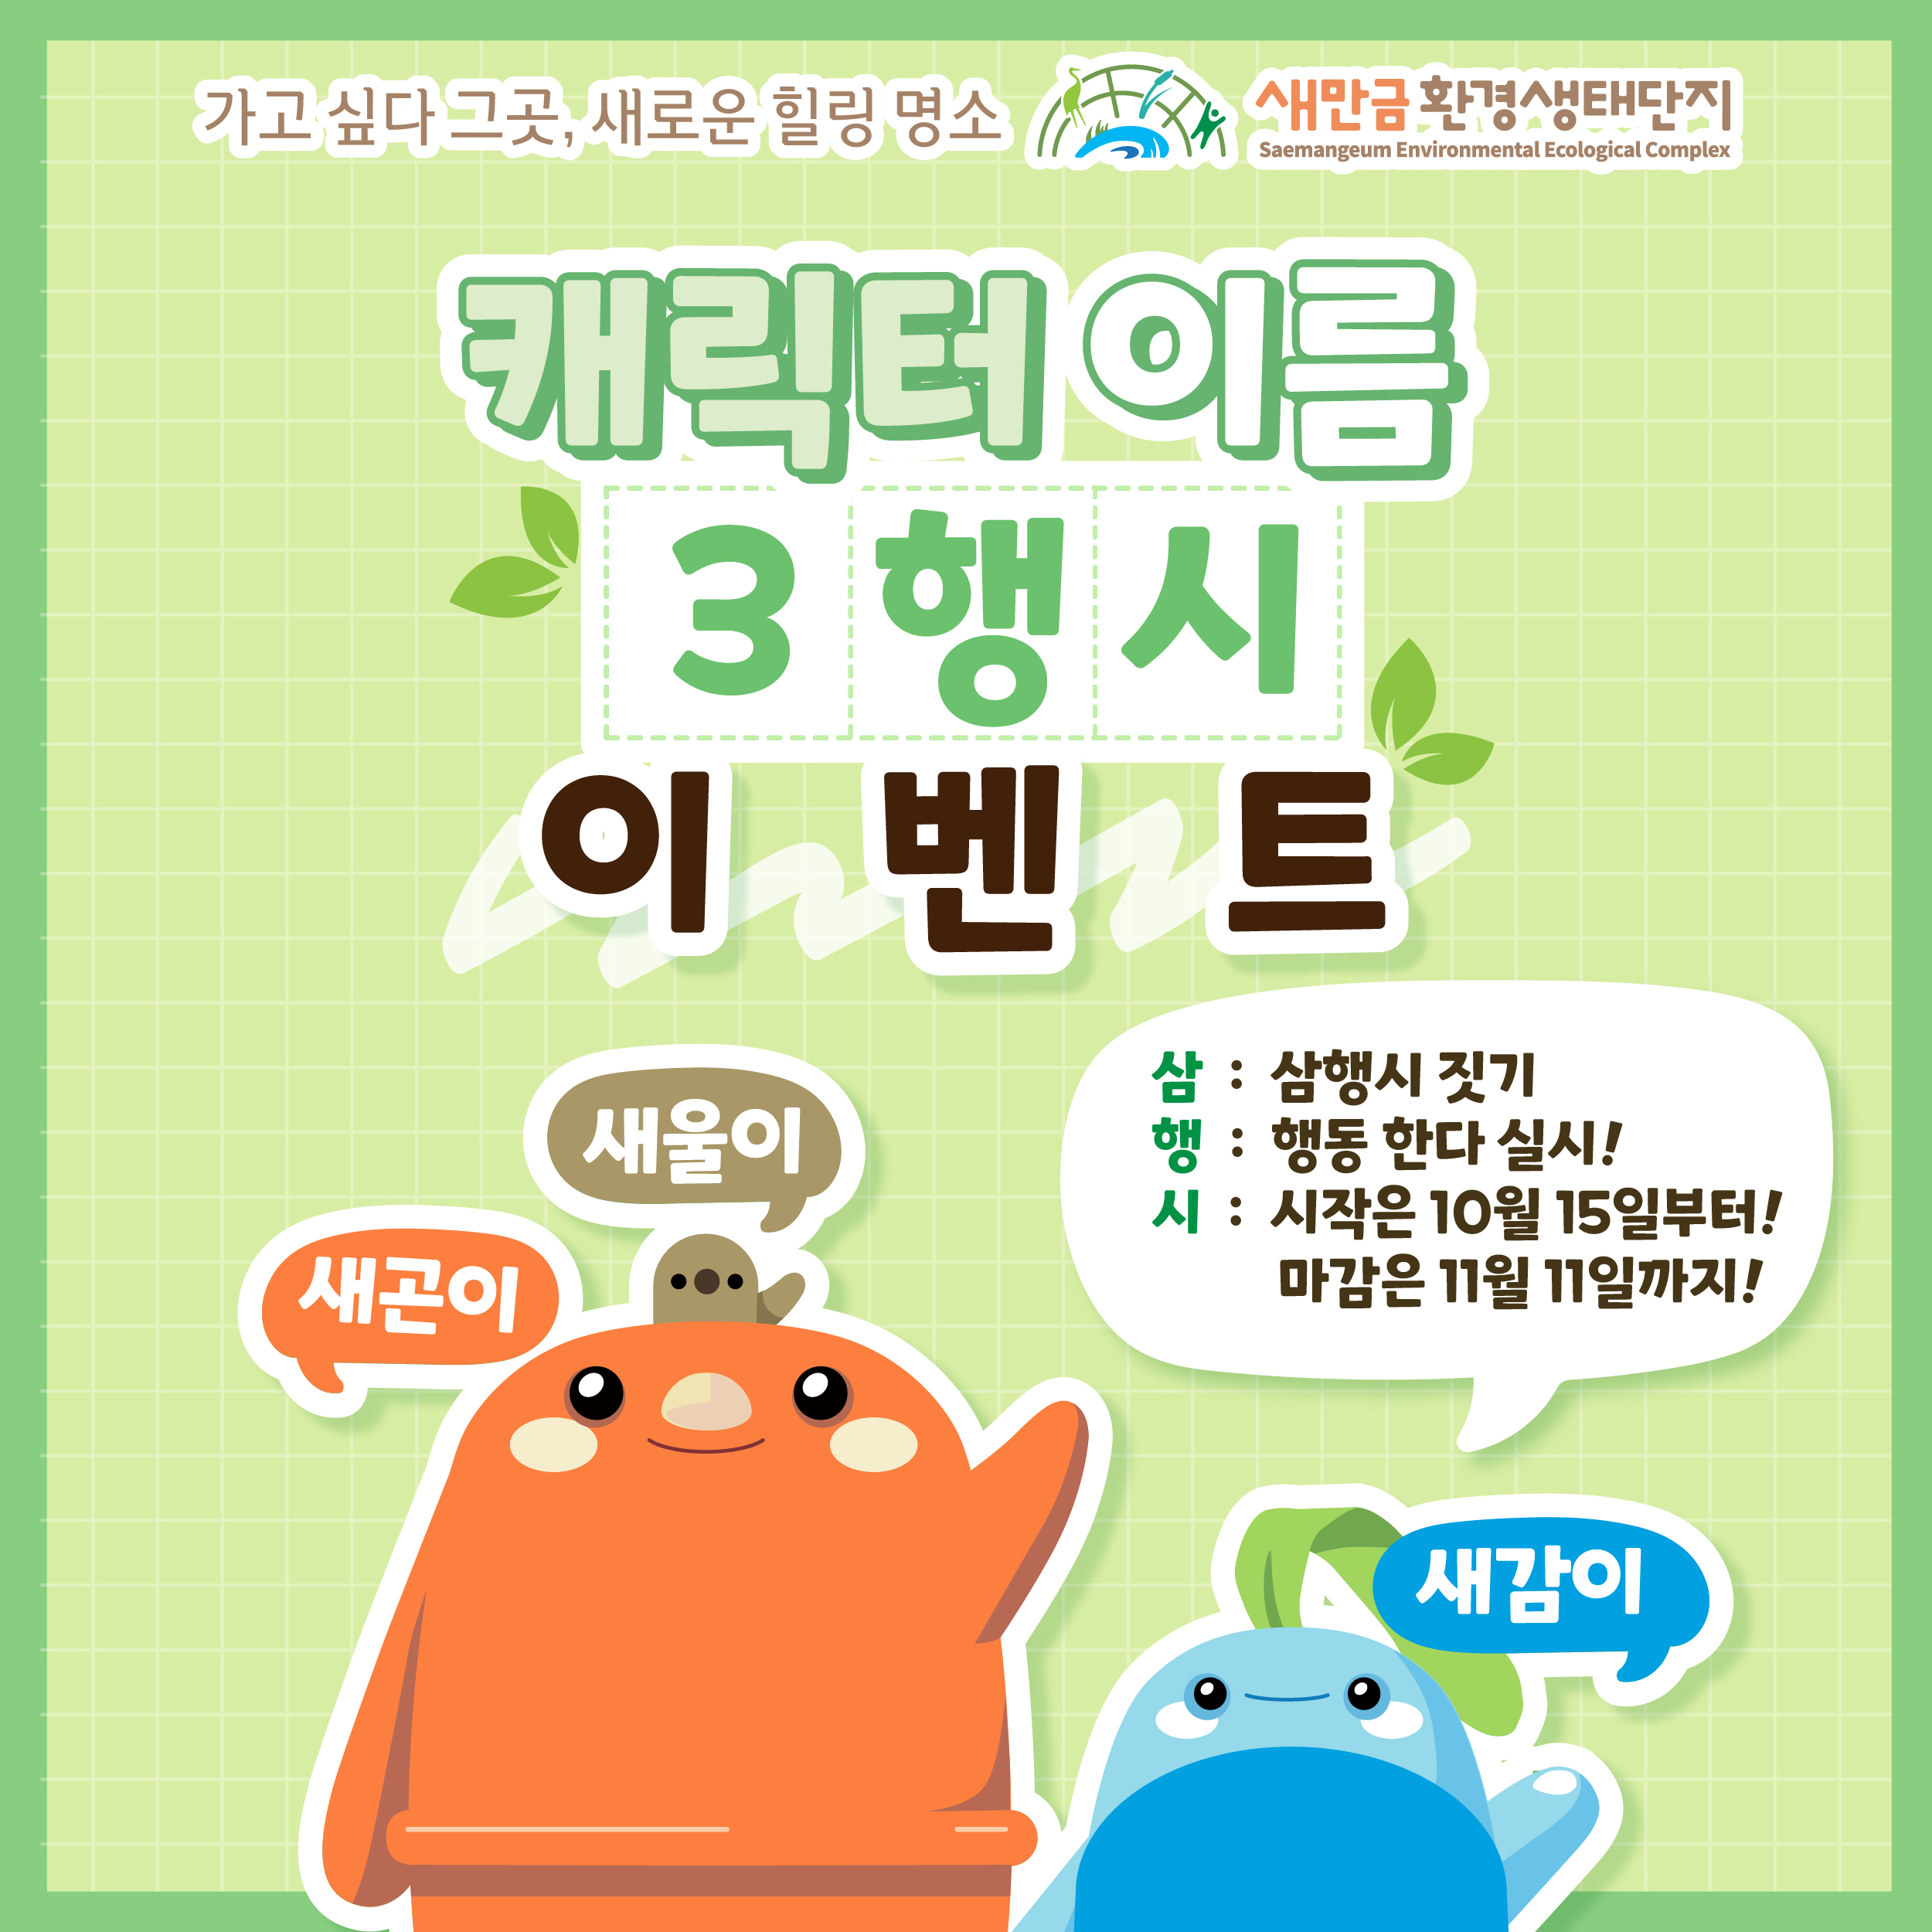 가고 싶다 그곳, 새로운 힐링 명소
새만금 환경생태단지
Saemangeum Environmental Ecological Complex
캐릭터 이름
3행시
이벤트
삼 : 삼행시 짓기
행 : 행동 한다 실시!
시 : 시작은 10월 15일부터!
마감은 11월 11일까지!
새울이
새곤이
새감이